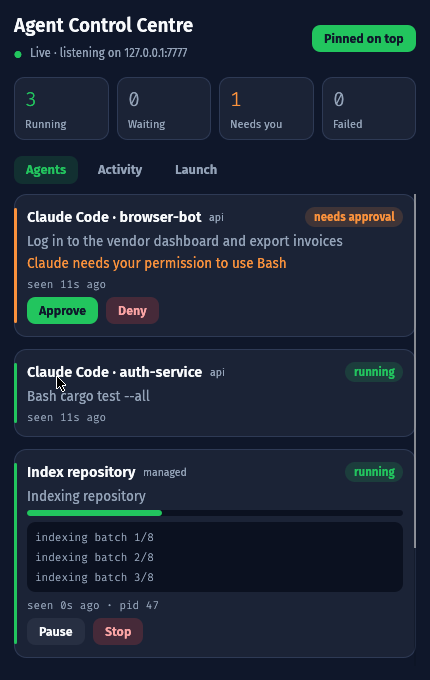 Agent Control Centre
Live · listening on 127.0.0.1:7777
Pinned on top
3
Running
0
Waiting
1
Needs you
0
Failed
Agents
Activity
Launch
Claude Code · browser-bot api
needs approval
Log in to the vendor dashboard and export invoices
Claude needs your permission to use Bash
seen 11s ago
Approve
Deny
Claude Code · auth-service api
running
Bash cargo test --all
seen 11s ago
Index repository managed
running
Indexing repository
indexing batch 1/8
indexing batch 2/8
indexing batch 3/8
seen 0s ago · pid 47
Pause
Stop